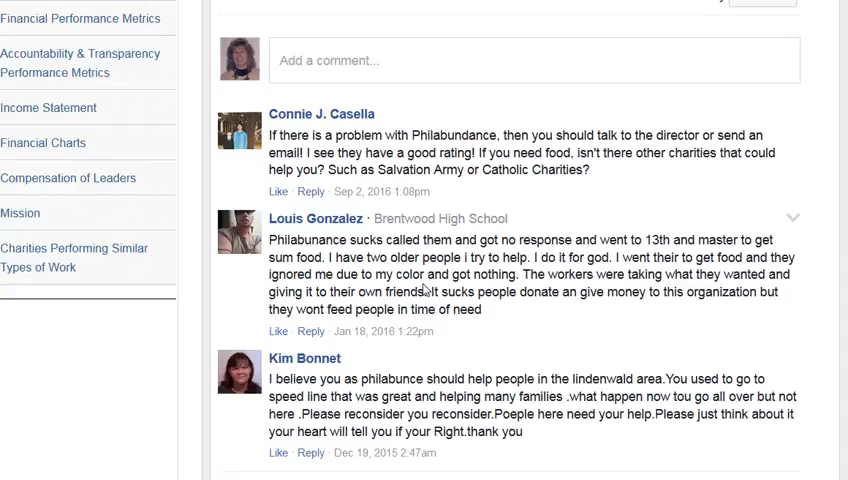 Financial Performance Metrics
Accountability & Transparency
Performance Metrics
Income Statement
Financial Charts
Compensation of Leaders
Mission
Charities Performing Similar
Types of Work
Add a comment...
Connie J. Casella
If there is a problem with Philabundance, then you should talk to the director or send an
email! I see they have a good rating! If you need food, isn't there other charities that could
help you? Such as Salvation Army or Catholic Charities?
Like · Reply · Sep 2, 2016 1:08pm
Louis Gonzalez · Brentwood High School
Philabunance sucks called them and got no response and went to 13th and master to get
sum food. I have two older people i try to help. I do it for god. I went their to get food and they
ignored me due to my color and got nothing. The workers were taking what they wanted and
giving it to their own friends.It sucks people donate an give money to this organization but
they wont feed people in time of need
Like · Reply · Jan 18, 2016 1:22pm
Kim Bonnet
I believe you as philabunce should help people in the lindenwald area.You used to go to
speed line that was great and helping many families .what happen now tou go all over but not
here .Please reconsider you reconsider.Poeple here need your help.Please just think about it
your heart will tell you if your Right.thank you
Like · Reply · Dec 19, 2015 2:47am